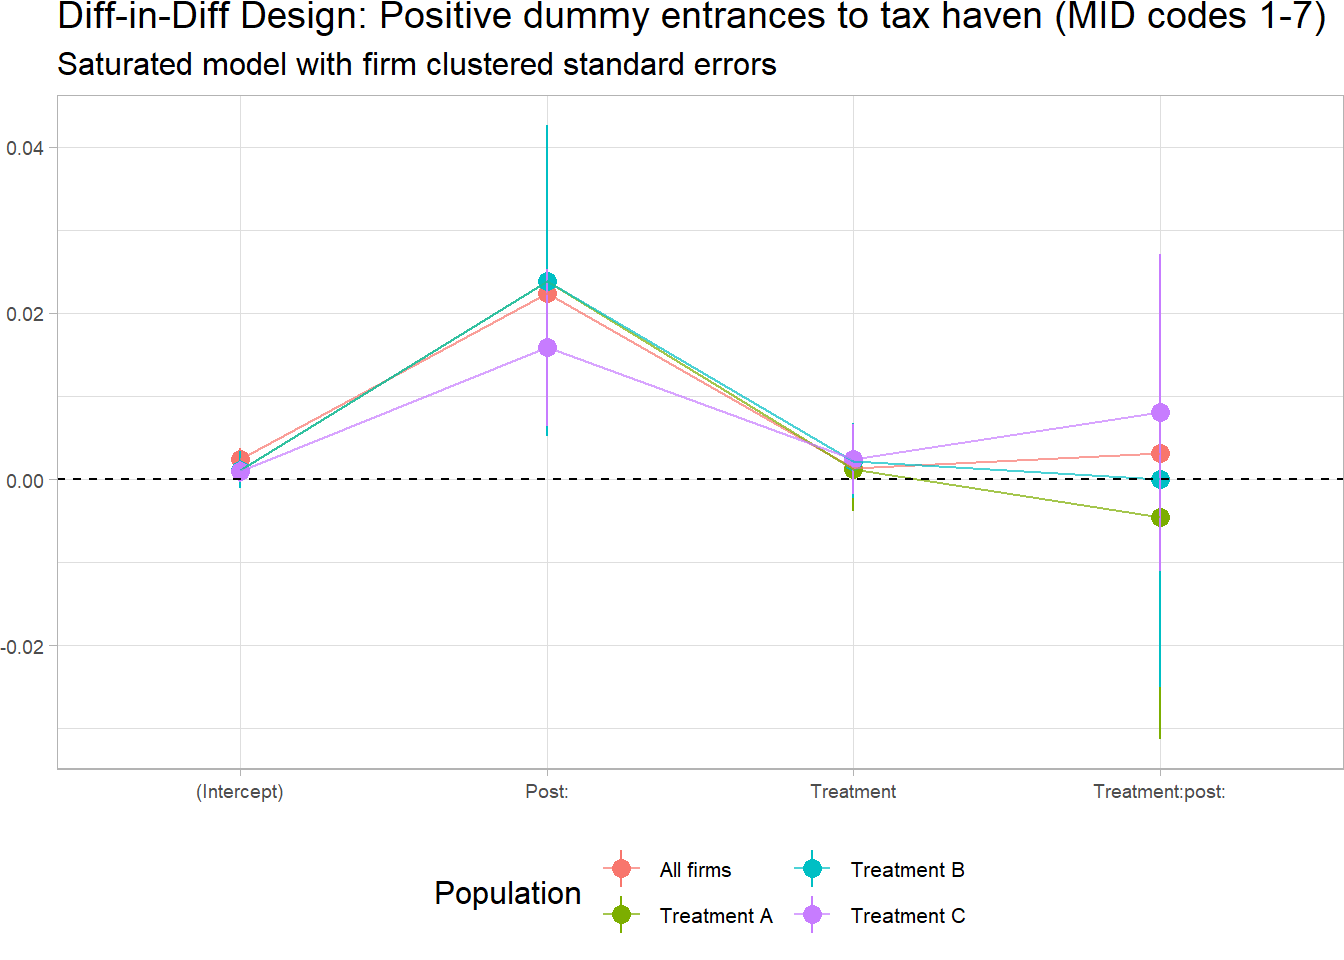 Diff-in-Diff Design: Positive dummy entrances to tax haven (MID codes 1-7)
Saturated model with firm clustered standard errors
0.04
0.02
0.00
-0.02
(Intercept)
Post:
Treatment
Treatment:post:
Population
All firms
Treatment B
Treatment A
Treatment C